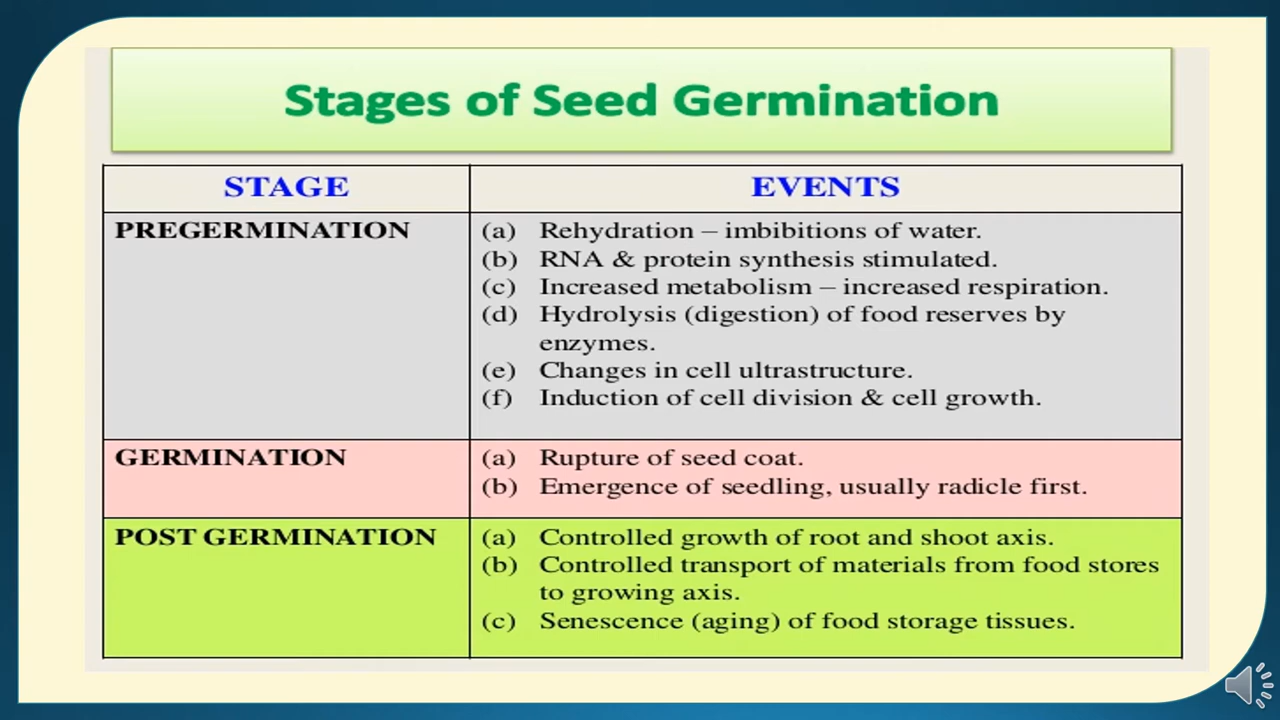 Stages of Seed Germination
STAGE
EVENTS
PREGERMINATION
(a) Rehydration – imbibitions of water.
(b) RNA & protein synthesis stimulated.
(c) Increased metabolism – increased respiration.
(d) Hydrolysis (digestion) of food reserves by
enzymes.
(e) Changes in cell ultrastructure.
(f) Induction of cell division & cell growth.
GERMINATION
(a) Rupture of seed coat.
(b) Emergence of seedling, usually radicle first.
POST GERMINATION
(a) Controlled growth of root and shoot axis.
(b) Controlled transport of materials from food stores
to growing axis.
(c) Senescence (aging) of food storage tissues.